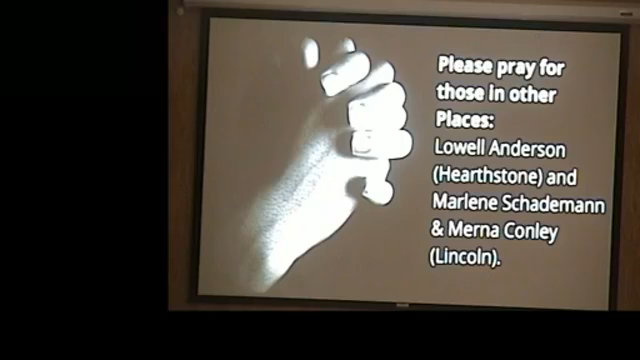 Please pray for
those in other
Places:
Lowell Anderson
(Hearthstone) and
Marlene Schademann
& Merna Conley
(Lincoln).